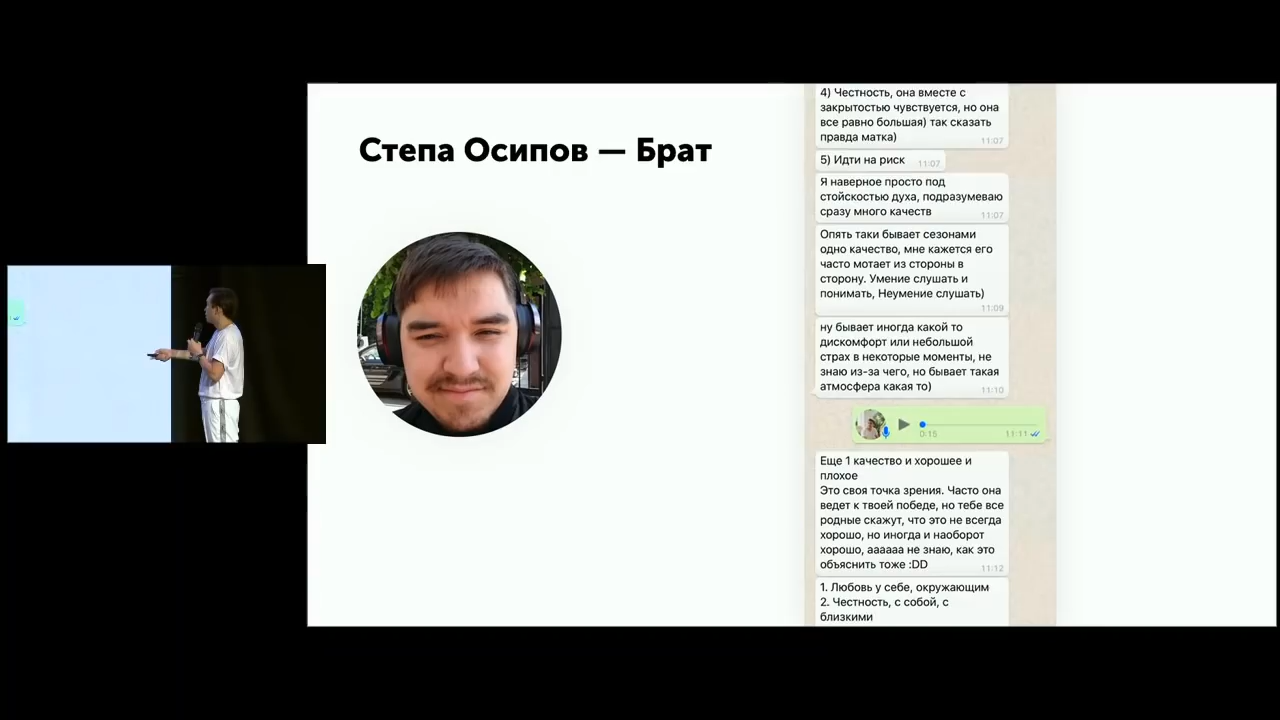 Степа Осипов — Брат
4) Честность, она вместе с
закрытостью чувствуется, но она
все равно большая) так сказать
правда матка)
11:07
5) Идти на риск
11:07
Я наверное просто под
стойскостью духа, подразумеваю
сразу много качеств
11:07
Опять таки бывает сезонами
одно качество, мне кажется его
часто мотает из стороны в
сторону. Умение слушать и
понимать, Неумение слушать)
11:09
ну бывает иногда какой то
дискомфорт или небольшой
страх в некоторые моменты, не
знаю из-за чего, но бывает такая
атмосфера какая то)
11:10
0:15
11:11
Еще 1 качество и хорошее и
плохое
Это своя точка зрения. Часто она
ведет к твоей победе, но тебе все
родные скажут, что это не всегда
хорошо, но иногда и наоборот
хорошо, аааааа не знаю, как это
объяснить тоже :DD
11:12
1. Любовь у себе, окружающим
2. Честность, с собой, с
близкими